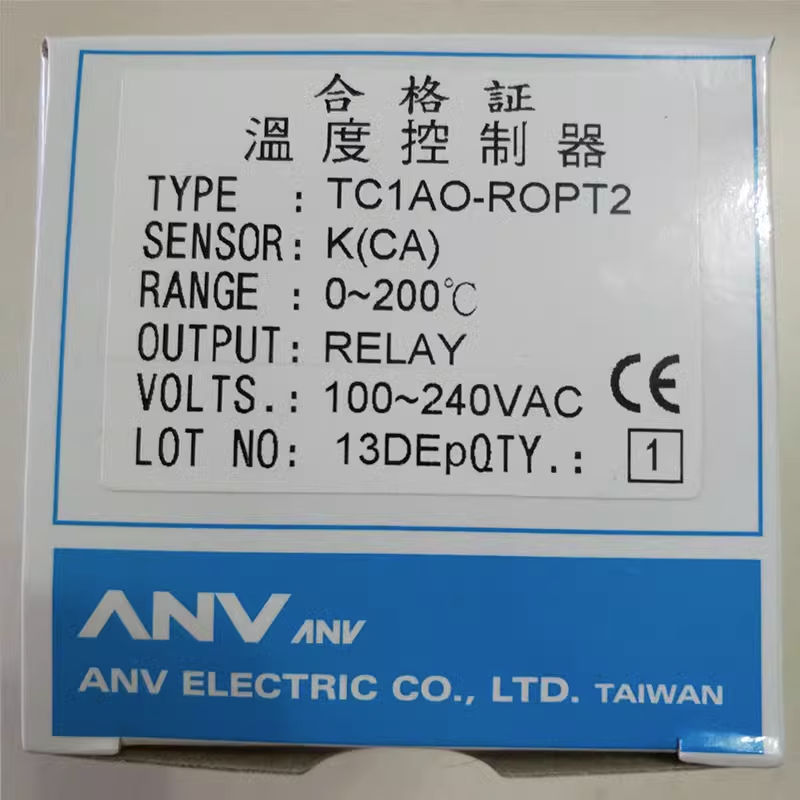 合格証
溫度控制器
TYPE : TC1AO-ROPT2
SENSOR: K(CA)
RANGE : 0~200℃
OUTPUT: RELAY
VOLTS.: 100~240VAC CE
LOT NO: 13DEpQTY.: 1
ANV ANV
ANV ELECTRIC CO., LTD. TAIWAN